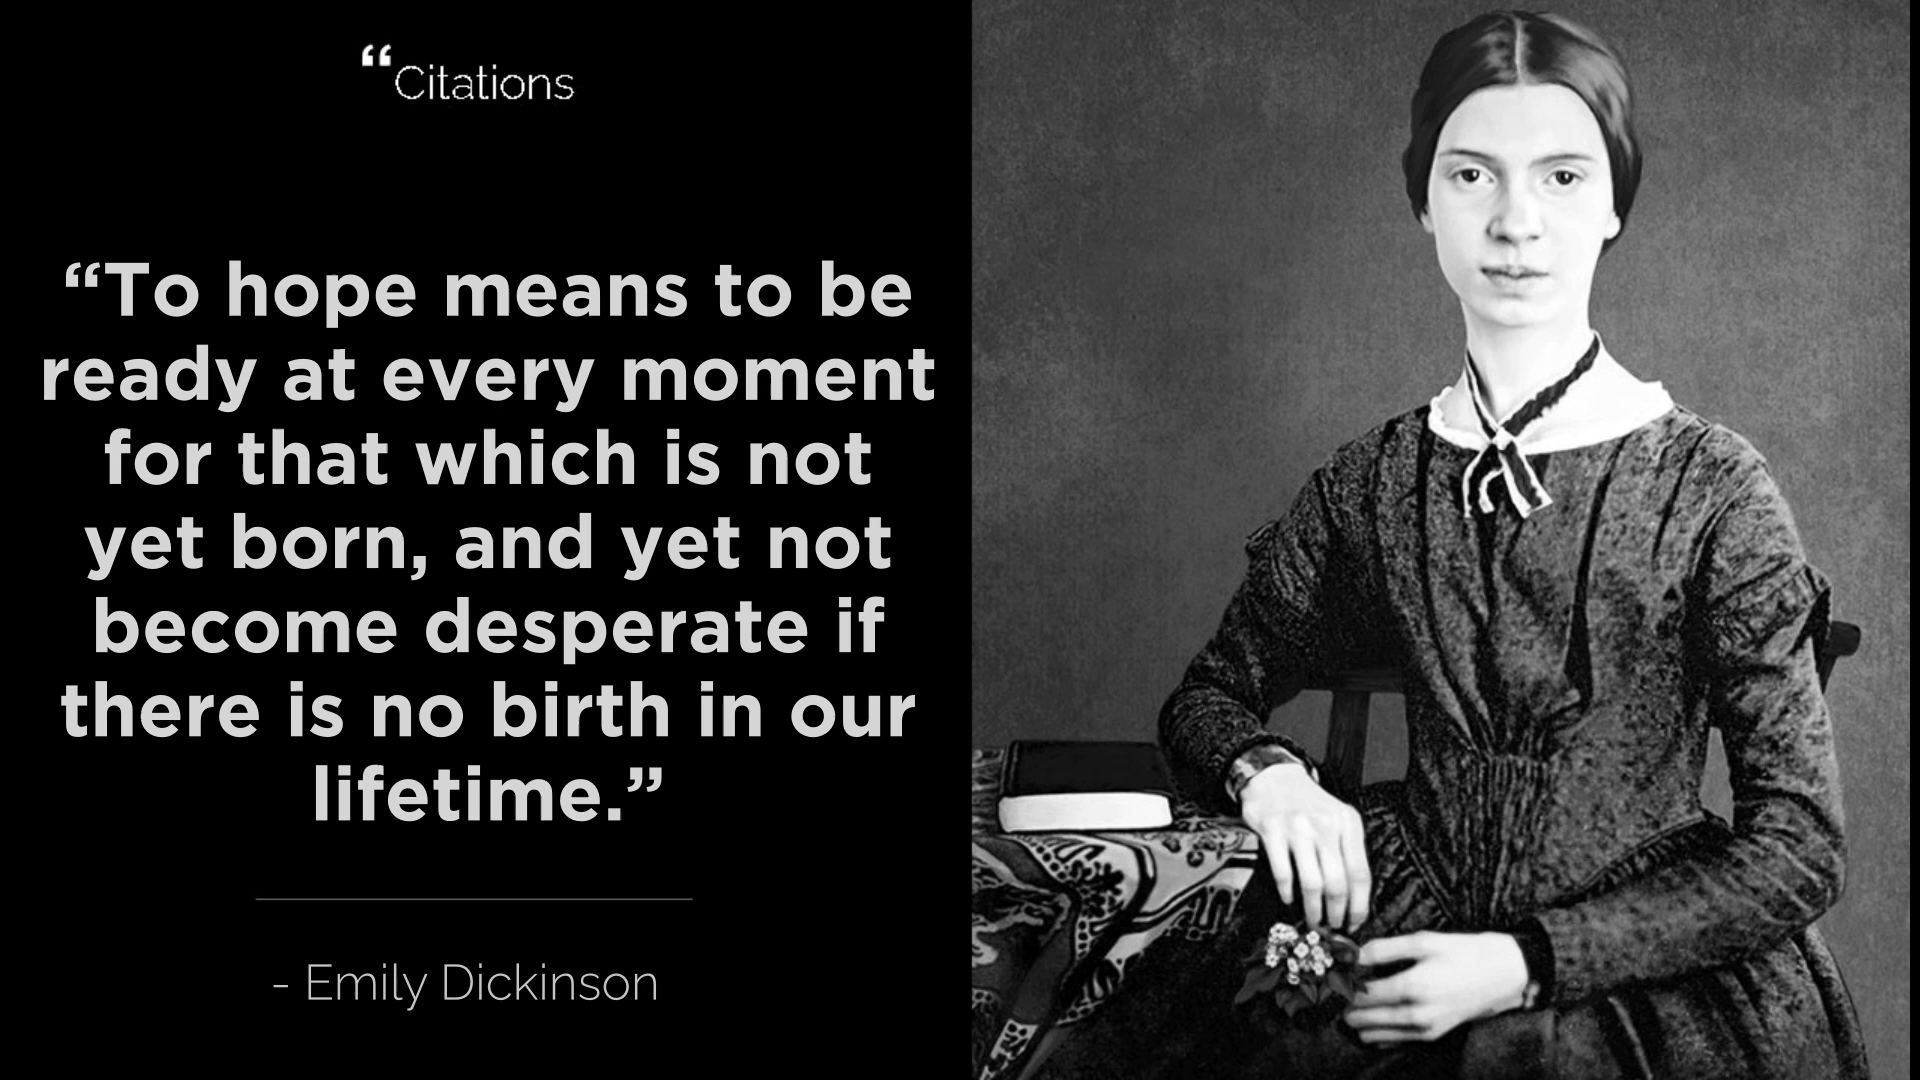 “Citations
“To hope means to be
ready at every moment
for that which is not
yet born, and yet not
become desperate if
there is no birth in our
lifetime.”
- Emily Dickinson